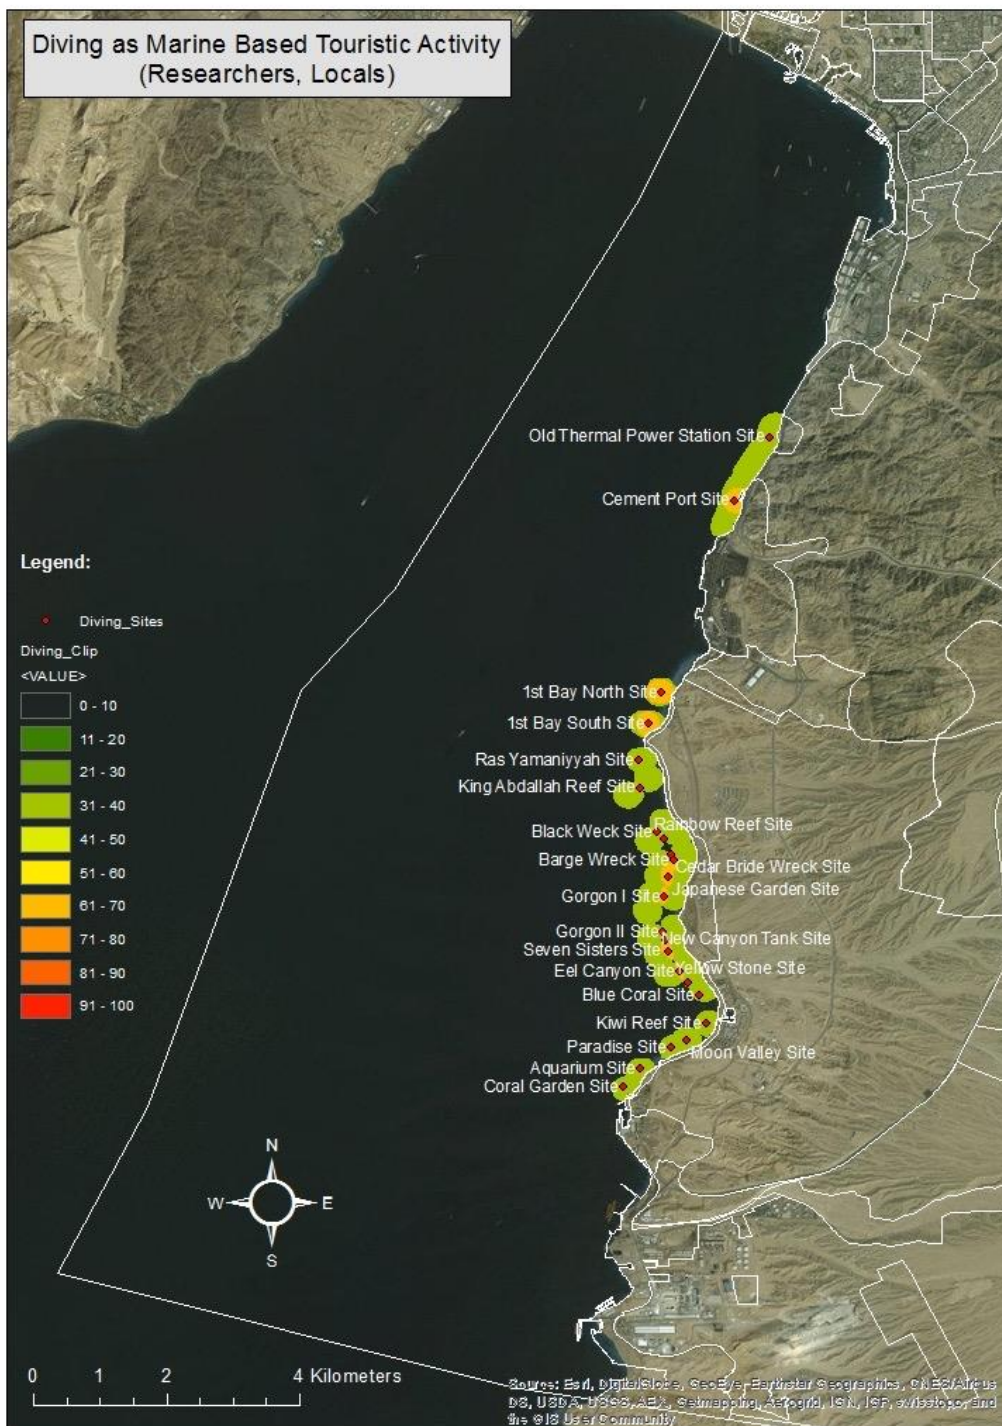 Diving as Marine Based Touristic Activity
(Researchers, Locals)
Old Thermal Power Station Site
Cement Port Site
Legend:
Diving_Sites
Diving_Clip
<VALUE>
0 - 10
11 - 20
21 - 30
31 - 40
41 - 50
51 - 60
61 - 70
71 - 80
81 - 90
91 - 100
1st Bay North Site
1st Bay South Site
Ras Yamaniyyah Site
King Abdallah Reef Site
Black Weck Site
Rainbow Reef Site
Barge Wreck Site
Cedar Bride Wreck Site
Japanese Garden Site
Gorgon I Site
Gorgon II Site
New Canyon Tank Site
Seven Sisters Site
Eel Canyon Site
Yellow Stone Site
Blue Coral Site
Kiwi Reef Site
Paradise Site
Moon Valley Site
Aquarium Site
Coral Garden Site
N
W
E
S
0 1 2 4 Kilometers
Source: Esri, DigitalGlobe, GeoEye, Earthstar Geographics, CNES/Airbus
DS, USDA, USGS, AEX, Getmapping, Aerogrid, IGN, IGP, swisstopo, and
the GIS User Community